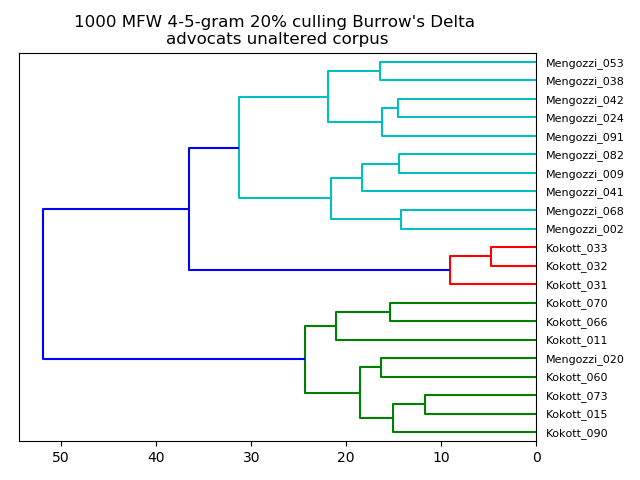 1000 MFW 4-5-gram 20% culling Burrow's Delta
advocats unaltered corpus
Mengozzi_053
Mengozzi_038
Mengozzi_042
Mengozzi_024
Mengozzi_091
Mengozzi_082
Mengozzi_009
Mengozzi_041
Mengozzi_068
Mengozzi_002
Kokott_033
Kokott_032
Kokott_031
Kokott_070
Kokott_066
Kokott_011
Mengozzi_020
Kokott_060
Kokott_073
Kokott_015
Kokott_090
50 40 30 20 10 0